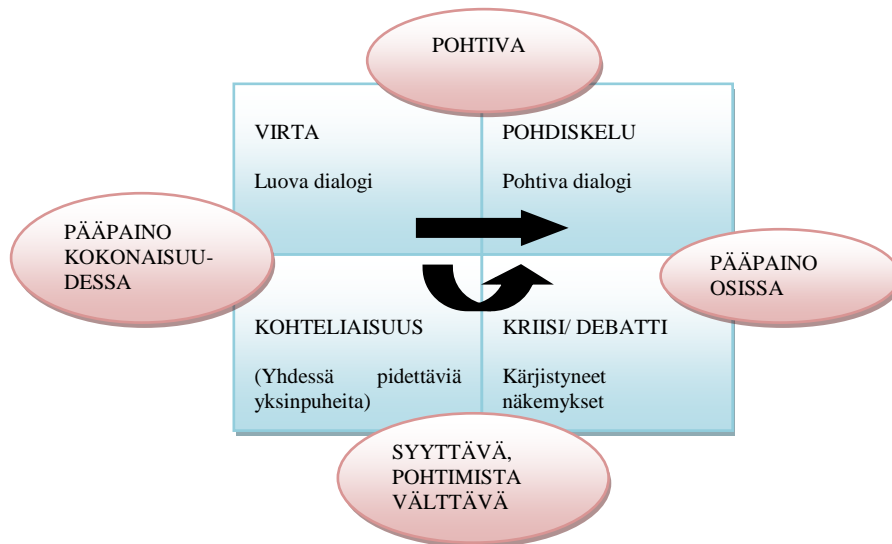 POHTIVA
VIRTA
Luova dialogi
POHDISKELU
Pohtiva dialogi
PÄÄPAINO
KOKONAISUU-
DESSA
PÄÄPAINO
OSISSA
KOHTELIAISUUS
(Yhdessä pidettäviä
yksinpuheita)
KRIISI/ DEBATTI
Kärjistyneet
näkemykset
SYYTTÄVÄ,
POHTIMISTA
VÄLTTÄVÄ